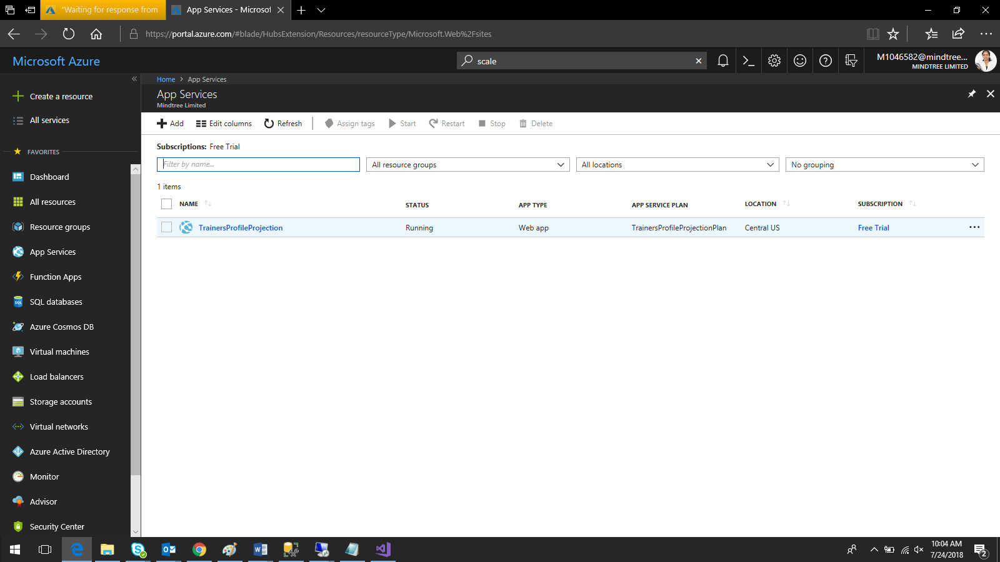 "Waiting for response from
App Services - Microsof
https://portal.azure.com/#blade/HubsExtension/Resources/resourceType/Microsoft.Web%2Fsites
Microsoft Azure
scale
M1046582@mindtree...
MINDTREE LIMITED
Create a resource
All services
FAVORITES
Dashboard
All resources
Resource groups
App Services
Function Apps
SQL databases
Azure Cosmos DB
Virtual machines
Load balancers
Storage accounts
Virtual networks
Azure Active Directory
Monitor
Advisor
Security Center
Home > App Services
App Services
Mindtree Limited
Add Edit columns Refresh Assign tags Start Restart Stop Delete
Subscriptions: Free Trial
Filter by name... All resource groups All locations No grouping
1 items
NAME STATUS APP TYPE APP SERVICE PLAN LOCATION SUBSCRIPTION
TrainersProfileProjection Running Web app TrainersProfileProjectionPlan Central US Free Trial
10:04 AM
7/24/2018
2